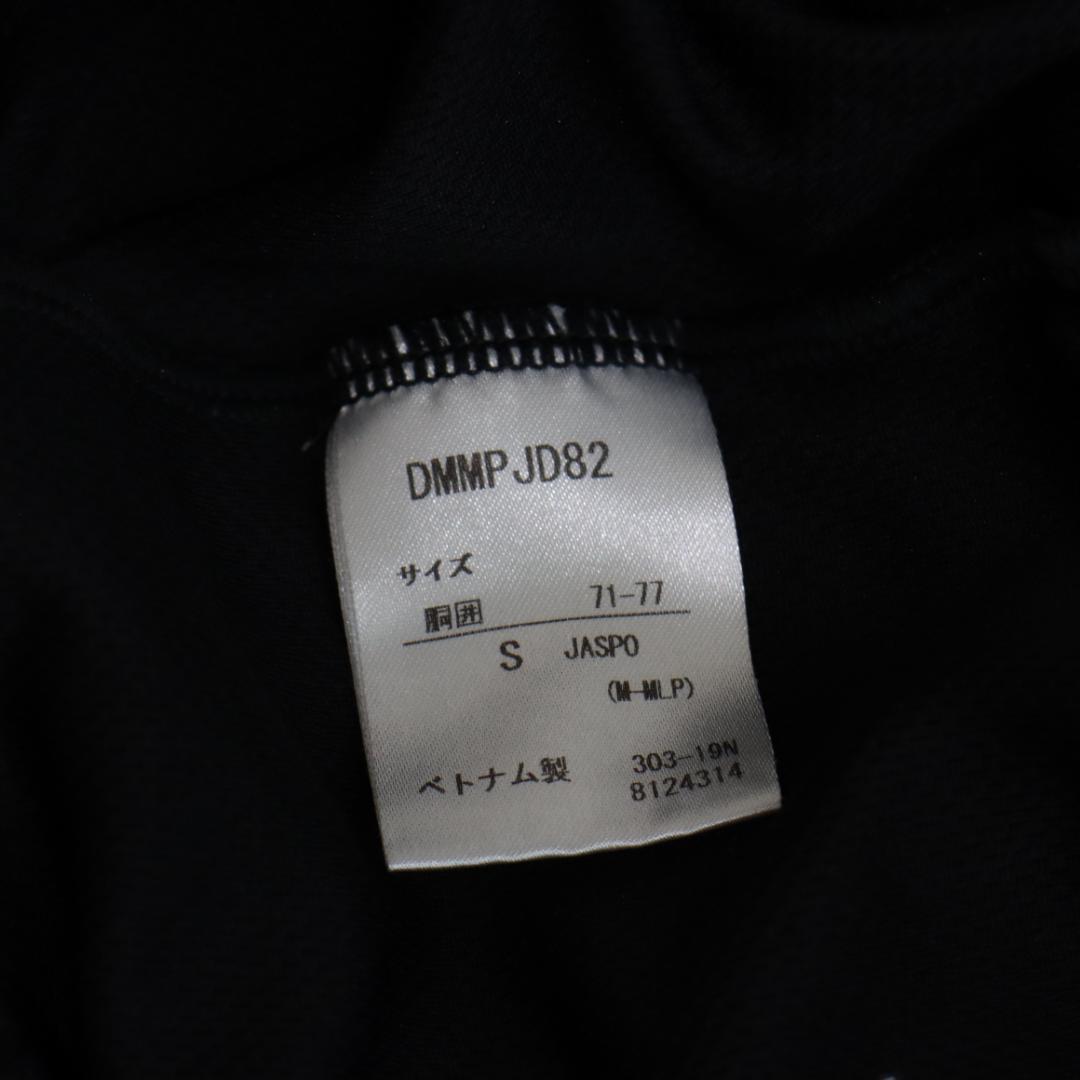 DMMPJD82
サイズ
胴囲 71-77
S JASPO
(M-MLP)
ベトナム製 303-19N
8124314